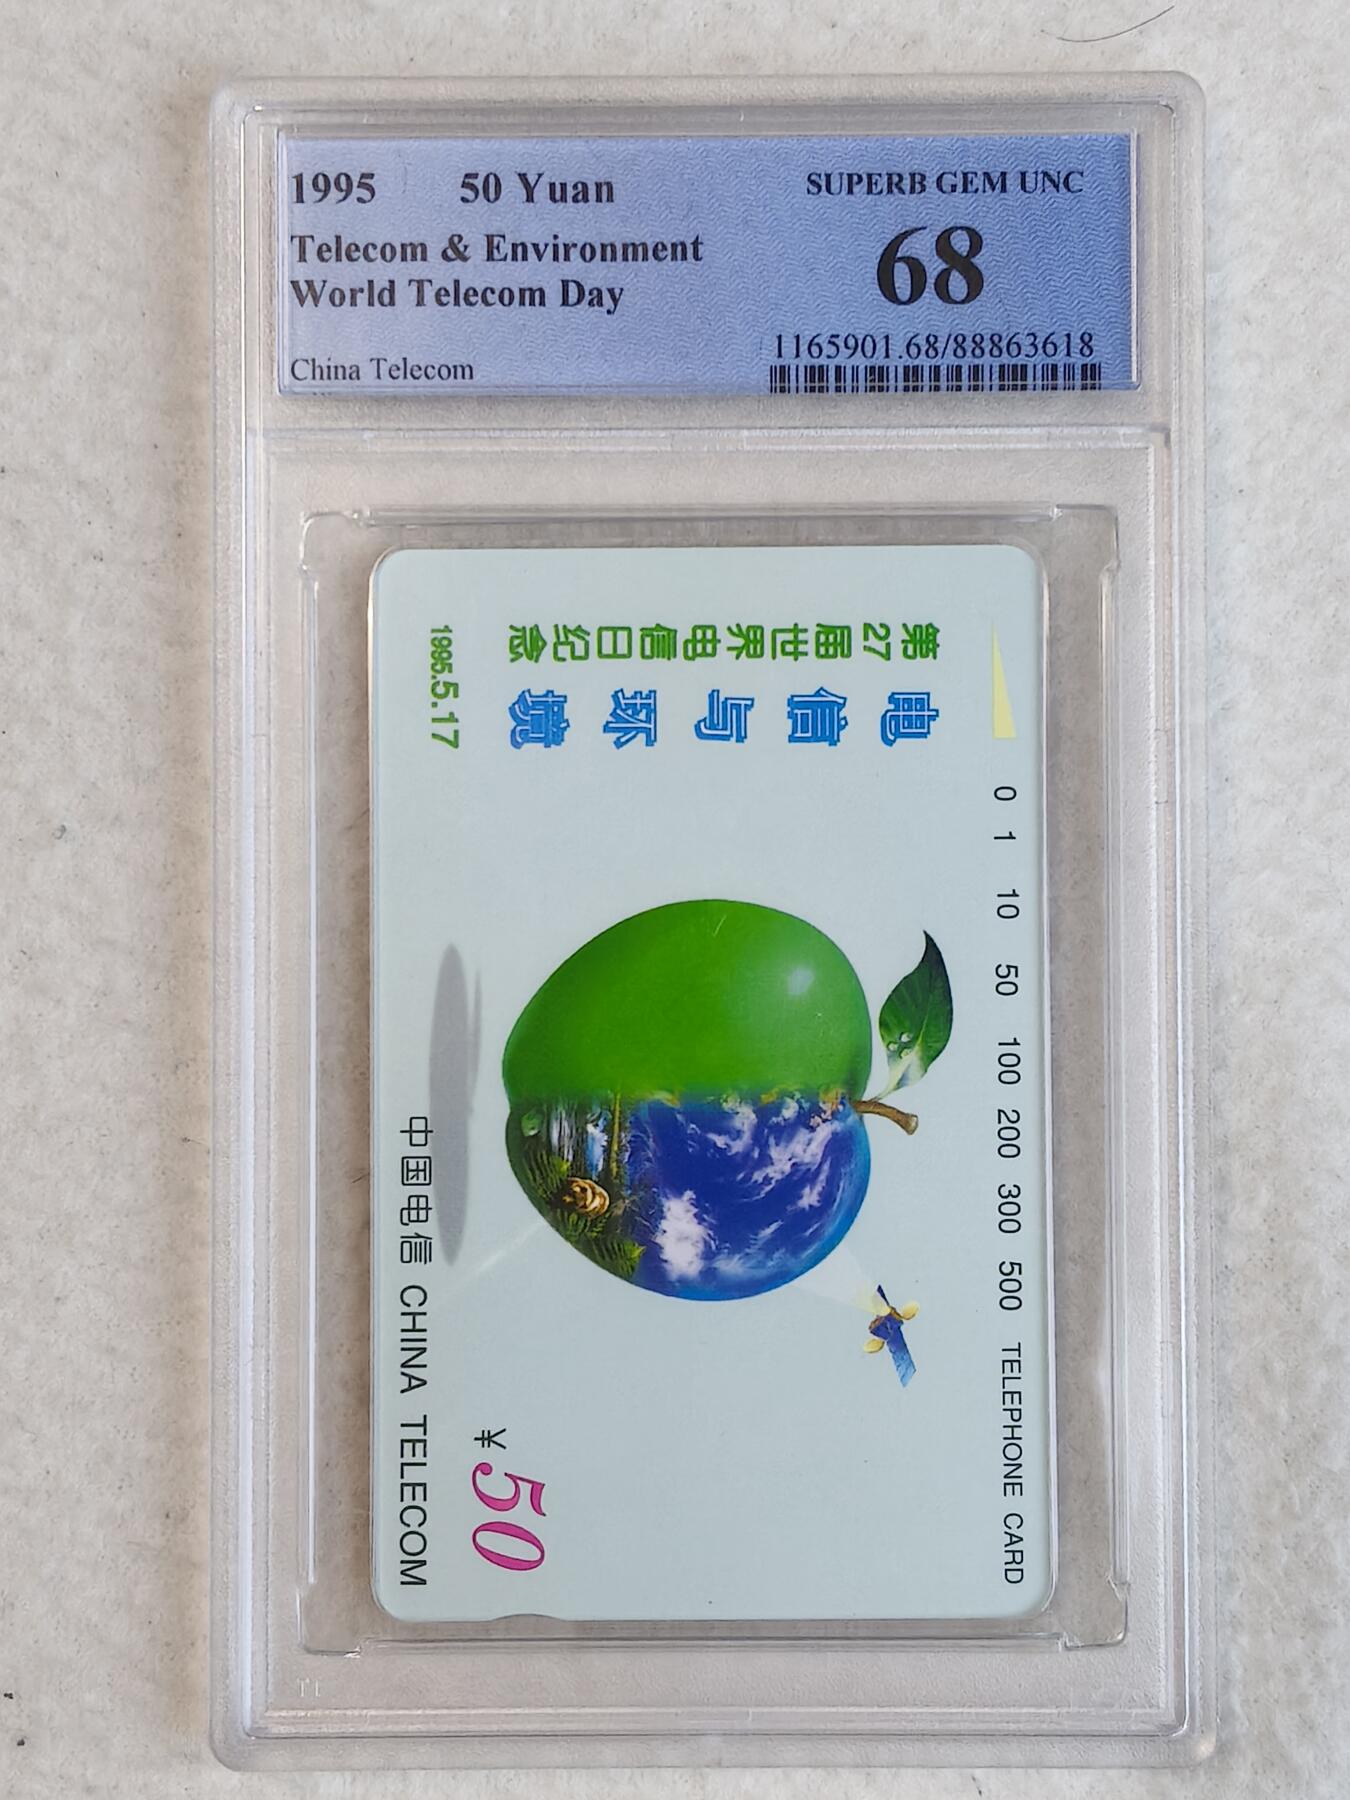 1995 50 Yuan
Telecom & Environment
World Telecom Day
China Telecom
SUPERB GEM UNC
68
1165901.68/88863618
0 1 10 50 100 200 300 500 TELEPHONE CARD
第27届世界电信日纪念
电信与环境
1995.5.17
¥50
中国电信 CHINA TELECOM